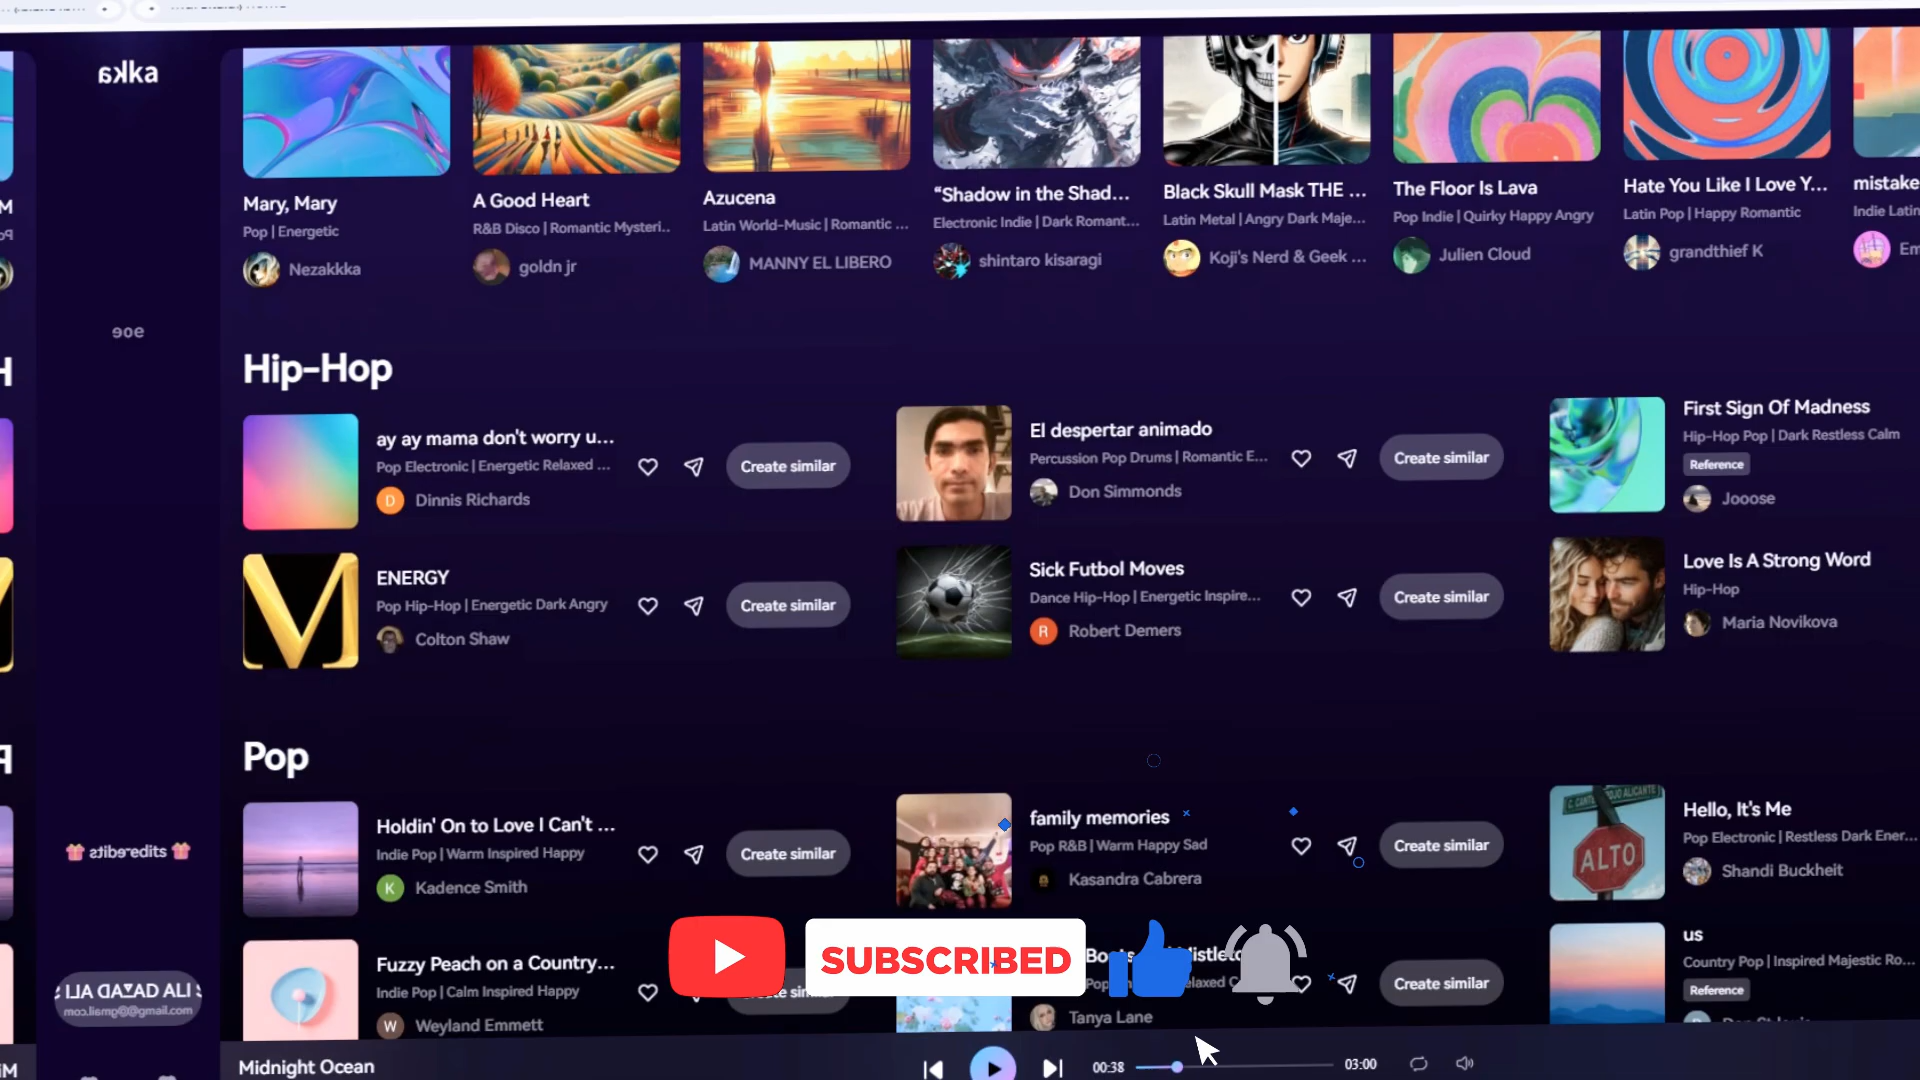 Mary, Mary
Pop | Energetic
Nezakkka
A Good Heart
R&B Disco | Romantic Mysteri..
goldn jr
Azucena
Latin World-Music | Romantic ...
MANNY EL LIBERO
“Shadow in the Shad...
Electronic Indie | Dark Romant...
shintaro kisaragi
Black Skull Mask THE ...
Latin Metal | Angry Dark Maje...
Koji's Nerd & Geek ...
The Floor Is Lava
Pop Indie | Quirky Happy Angry
Julien Cloud
Hate You Like I Love Y...
Latin Pop | Happy Romantic
grandthief K
mistake
Indie Latin
Em
Hip-Hop
ay ay mama don't worry u...
Pop Electronic | Energetic Relaxed ...
D
Dinnis Richards
Create similar
El despertar animado
Percussion Pop Drums | Romantic E...
Don Simmonds
Create similar
First Sign Of Madness
Hip-Hop Pop | Dark Restless Calm
Reference
Jooose
ENERGY
Pop Hip-Hop | Energetic Dark Angry
Colton Shaw
Create similar
Sick Futbol Moves
Dance Hip-Hop | Energetic Inspire...
R
Robert Demers
Create similar
Love Is A Strong Word
Hip-Hop
Maria Novikova
Pop
Holdin' On to Love I Can't ...
Indie Pop | Warm Inspired Happy
K
Kadence Smith
Create similar
family memories
Pop R&B | Warm Happy Sad
Kasandra Cabrera
Create similar
ALTO
Hello, It's Me
Pop Electronic | Restless Dark Ener...
Shandi Buckheit
Fuzzy Peach on a Country...
Indie Pop | Calm Inspired Happy
W
Weyland Emmett
SUBSCRIBED
Tanya Lane
Create similar
us
Country Pop | Inspired Majestic Ro...
Reference
Midnight Ocean
00:38
03:00